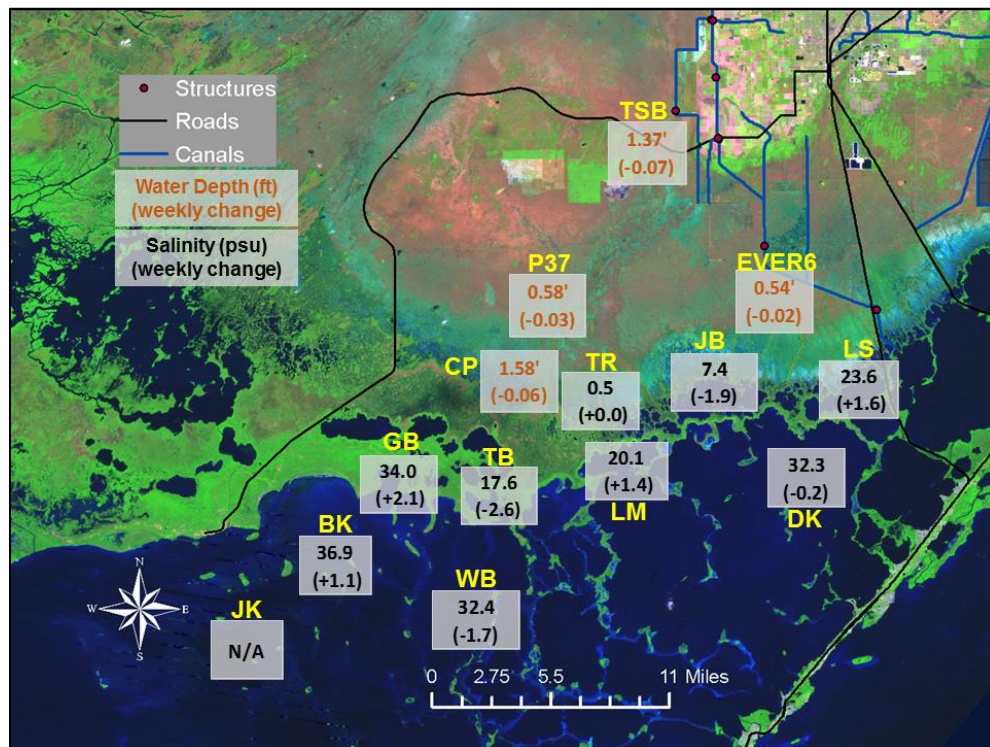 Structures
Roads
Canals
Water Depth (ft)
(weekly change)
Salinity (psu)
(weekly change)
TSB
1.37'
(-0.07)
P37
0.58'
(-0.03)
EVER6
0.54'
(-0.02)
CP
1.58'
(-0.06)
TR
0.5
(+0.0)
JB
7.4
(-1.9)
LS
23.6
(+1.6)
GB
34.0
(+2.1)
TB
17.6
(-2.6)
20.1
(+1.4)
LM
32.3
(-0.2)
DK
BK
36.9
(+1.1)
WB
32.4
(-1.7)
JK
N/A
N
W E
S
0 2.75 5.5 11 Miles